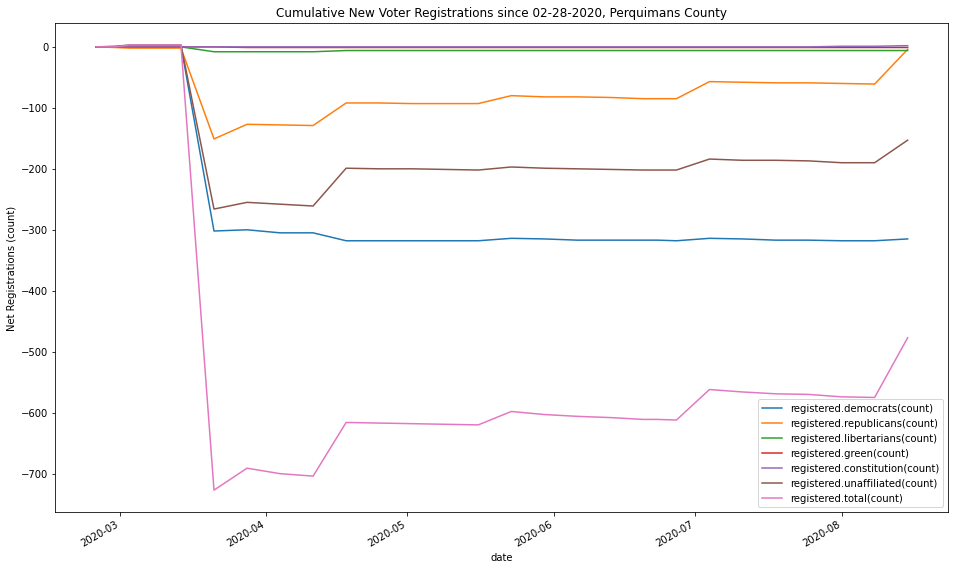 Cumulative New Voter Registrations since 02-28-2020, Perquimans County
0
−100
−200
−300
−400
−500
−600
−700
Net Registrations (count)
2020-03
2020-04
2020-05
2020-06
2020-07
2020-08
date
registered.democrats(count)
registered.republicans(count)
registered.libertarians(count)
registered.green(count)
registered.constitution(count)
registered.unaffiliated(count)
registered.total(count)